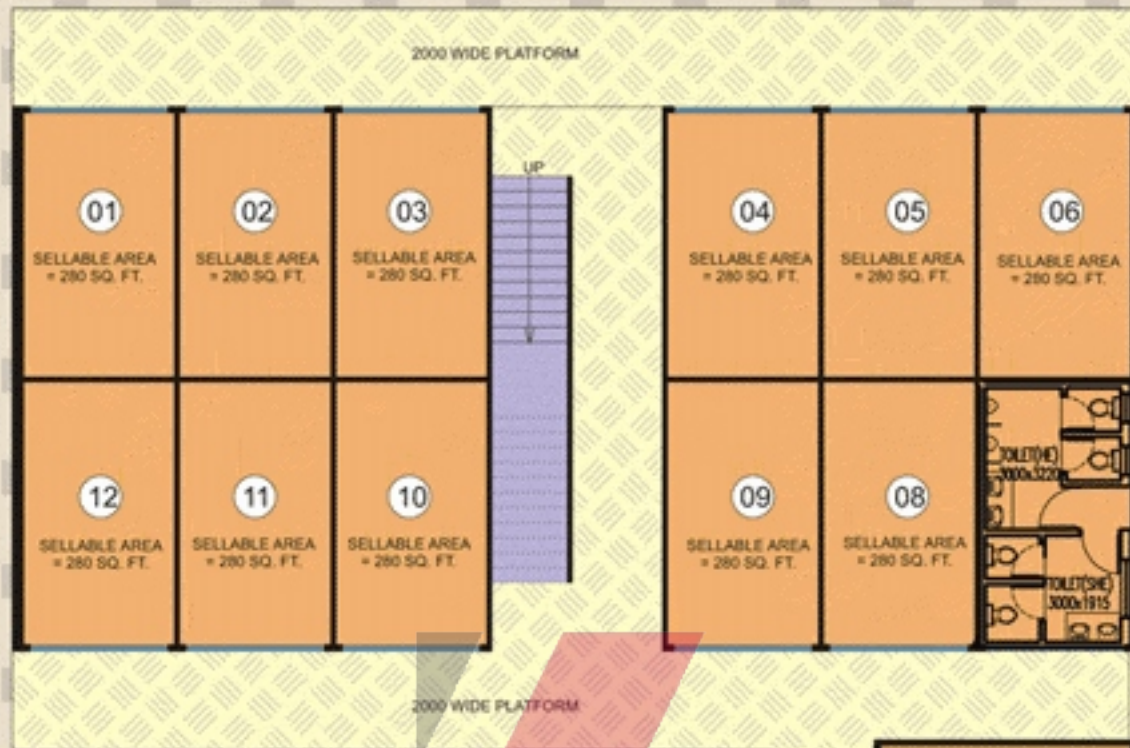 2000 WIDE PLATFORM
UP
01
SELLABLE AREA
= 280 SQ. FT.
02
SELLABLE AREA
= 280 SQ. FT.
03
SELLABLE AREA
= 280 SQ. FT.
04
SELLABLE AREA
= 280 SQ. FT.
05
SELLABLE AREA
= 280 SQ. FT.
06
SELLABLE AREA
= 280 SQ. FT.
12
SELLABLE AREA
= 280 SQ. FT.
11
SELLABLE AREA
= 280 SQ. FT.
10
SELLABLE AREA
= 280 SQ. FT.
09
SELLABLE AREA
= 280 SQ. FT.
08
SELLABLE AREA
= 280 SQ. FT.
TOILET(HE)
3000x3220
TOILET(SHE)
3000x1915
2000 WIDE PLATFORM